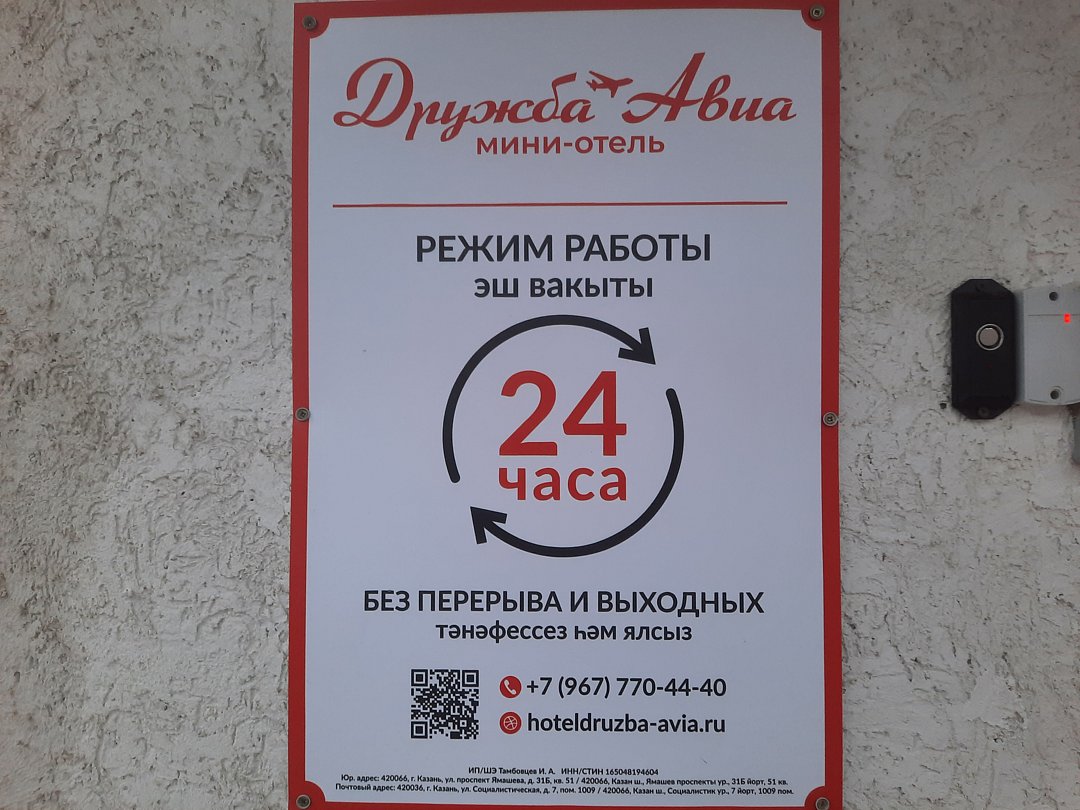 Дружба Авиа
мини-отель
РЕЖИМ РАБОТЫ
эш вакыты
24
часа
БЕЗ ПЕРЕРЫВА И ВЫХОДНЫХ
тәнәфессез һәм ялсыз
+7 (967) 770-44-40
hoteldruzba-avia.ru
ИП/ШЭ Тамбовцев И. А. ИНН/СТИН 165048194604
Юр. адрес: 420066, г. Казань, ул. проспект Ямашева, д. 31Б, кв. 51 / 420066, Казан ш., Ямашев проспекты ур., 31Б йорт, 51 кв.
Почтовый адрес: 420036, г. Казань, ул. Социалистическая, д. 7, пом. 1009 / 420066, Казан ш., Социалистик ур., 7 йорт, 1009 пом.